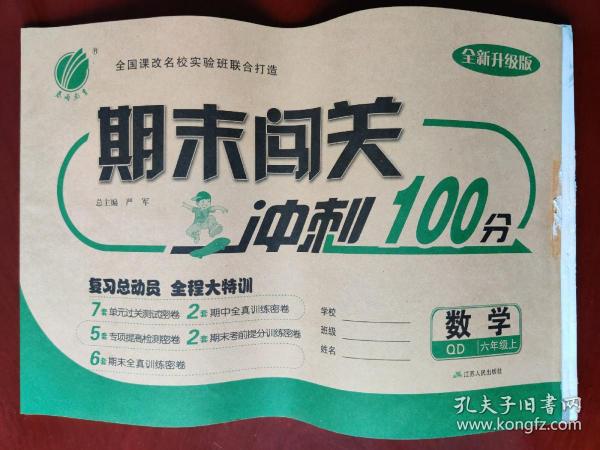 全新升级版
®
春雨教育
全国课改名校实验班联合打造
期末闯关
总主编 严 军
冲刺100分
复习总动员 全程大特训
7套单元过关测试密卷 2套期中全真训练密卷
5套专项提高检测密卷 2套期末考前提分训练密卷
6套期末全真训练密卷
学校
班级
姓名
数学
QD 六年级上
江苏人民出版社
孔夫子旧书网
www.kongfz.com